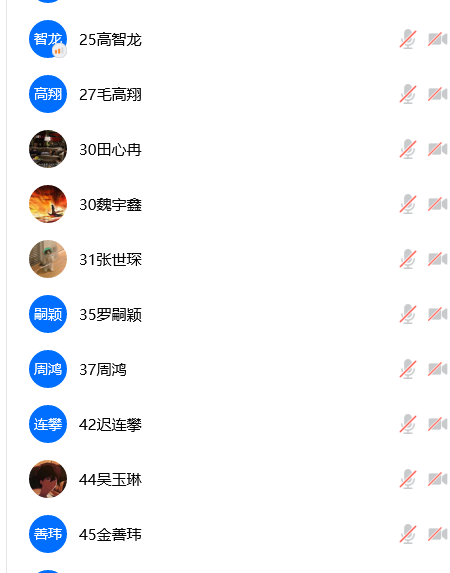 智龙
25高智龙
高翔
27毛高翔
30田心冉
30魏宇鑫
31张世琛
嗣颖
35罗嗣颖
周鸿
37周鸿
连攀
42迟连攀
44吴玉琳
善玮
45金善玮